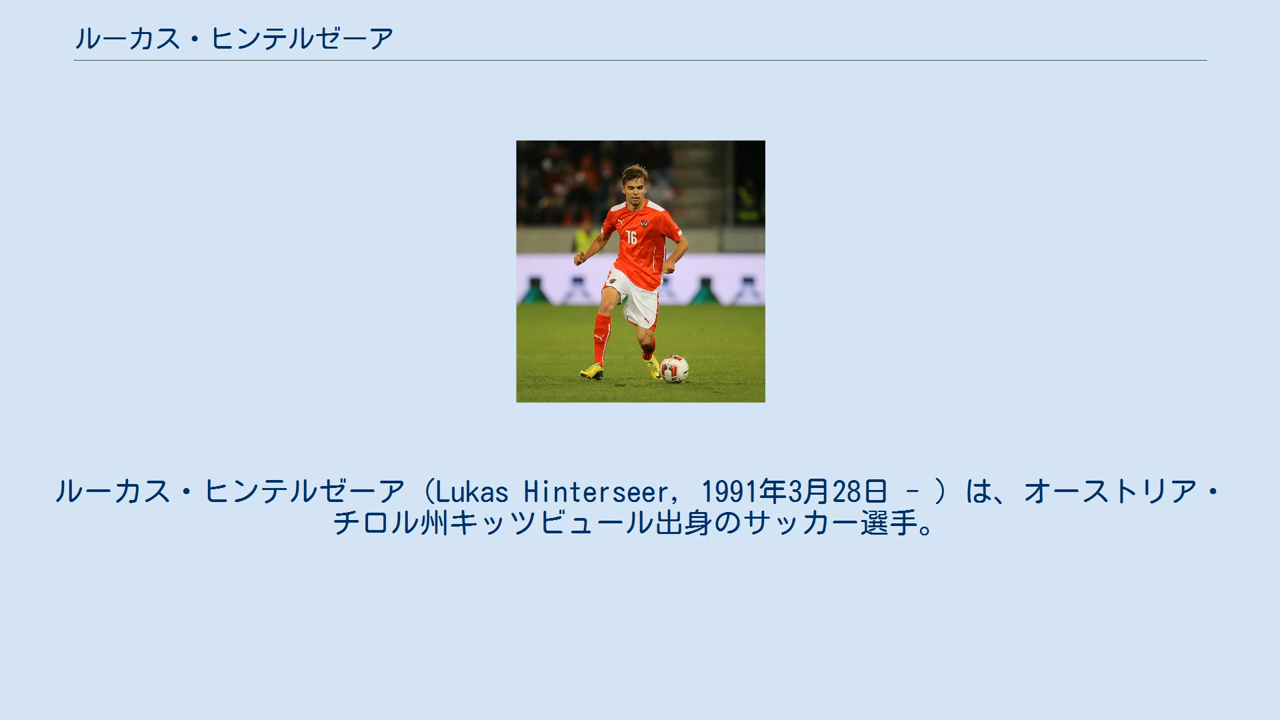 ルーカス・ヒンテルゼーア
16
ルーカス・ヒンテルゼーア（Lukas Hinterseer, 1991年3月28日 - ）は、オーストリア・
チロル州キッツビュール出身のサッカー選手。